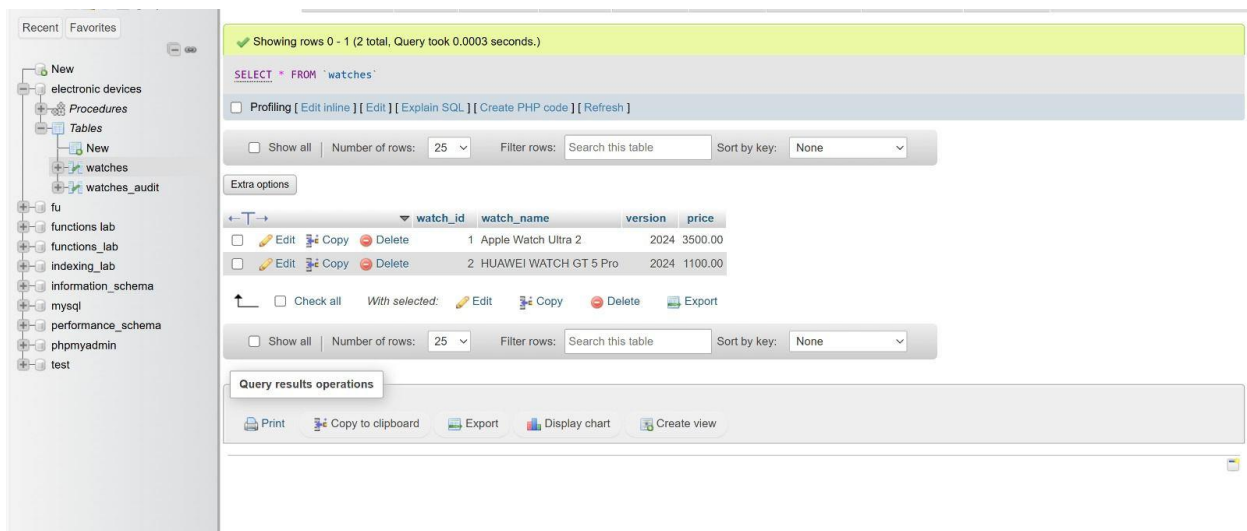 Recent Favorites
New
electronic devices
Procedures
Tables
New
watches
watches_audit
fu
functions lab
functions_lab
indexing_lab
information_schema
mysql
performance_schema
phpmyadmin
test
Showing rows 0 - 1 (2 total, Query took 0.0003 seconds.)
SELECT * FROM `watches`
Profiling [ Edit inline ] [ Edit ] [ Explain SQL ] [ Create PHP code ] [ Refresh ]
Show all | Number of rows: 25 Filter rows: Search this table Sort by key: None
Extra options
watch_id watch_name version price
Edit Copy Delete 1 Apple Watch Ultra 2 2024 3500.00
Edit Copy Delete 2 HUAWEI WATCH GT 5 Pro 2024 1100.00
Check all With selected: Edit Copy Delete Export
Show all | Number of rows: 25 Filter rows: Search this table Sort by key: None
Query results operations
Print Copy to clipboard Export Display chart Create view